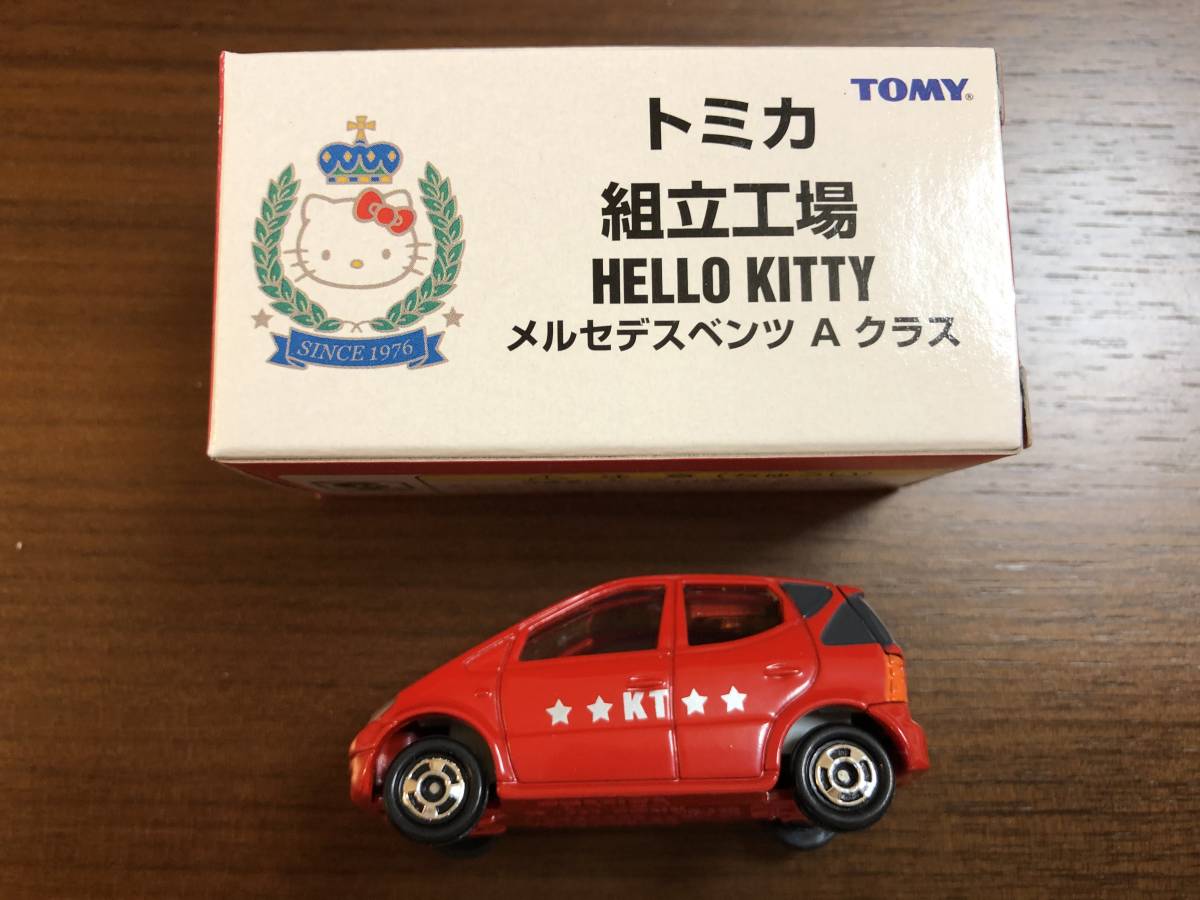 TOMY®
トミカ
組立工場
HELLO KITTY
メルセデスベンツ A クラス
SINCE 1976
★★KT★★